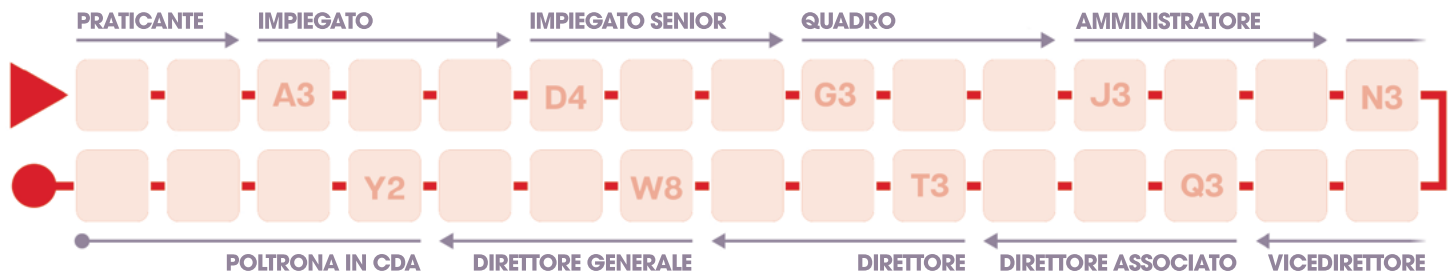 PRATICANTE IMPIEGATO IMPIEGATO SENIOR QUADRO AMMINISTRATORE
A3 D4 G3 J3 N3
Y2 W8 T3 Q3
POLTRONA IN CDA DIRETTORE GENERALE DIRETTORE DIRETTORE ASSOCIATO VICEDIRETTORE